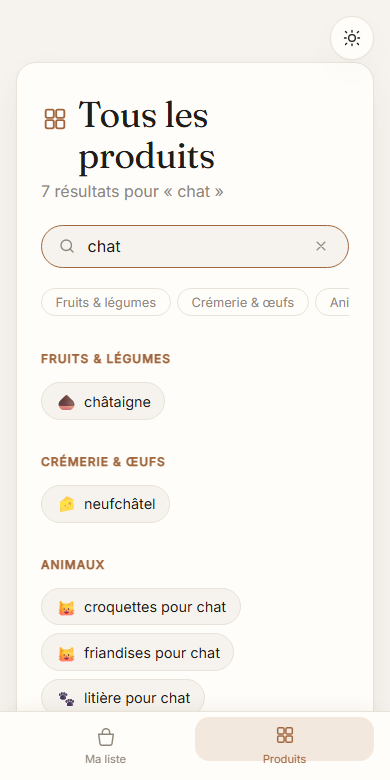 Tous les
produits
7 résultats pour « chat »
chat
Fruits & légumes
Crémerie & œufs
Ani
FRUITS & LÉGUMES
châtaigne
CRÉMERIE & ŒUFS
neufchâtel
ANIMAUX
croquettes pour chat
friandises pour chat
litière pour chat
Ma liste
Produits